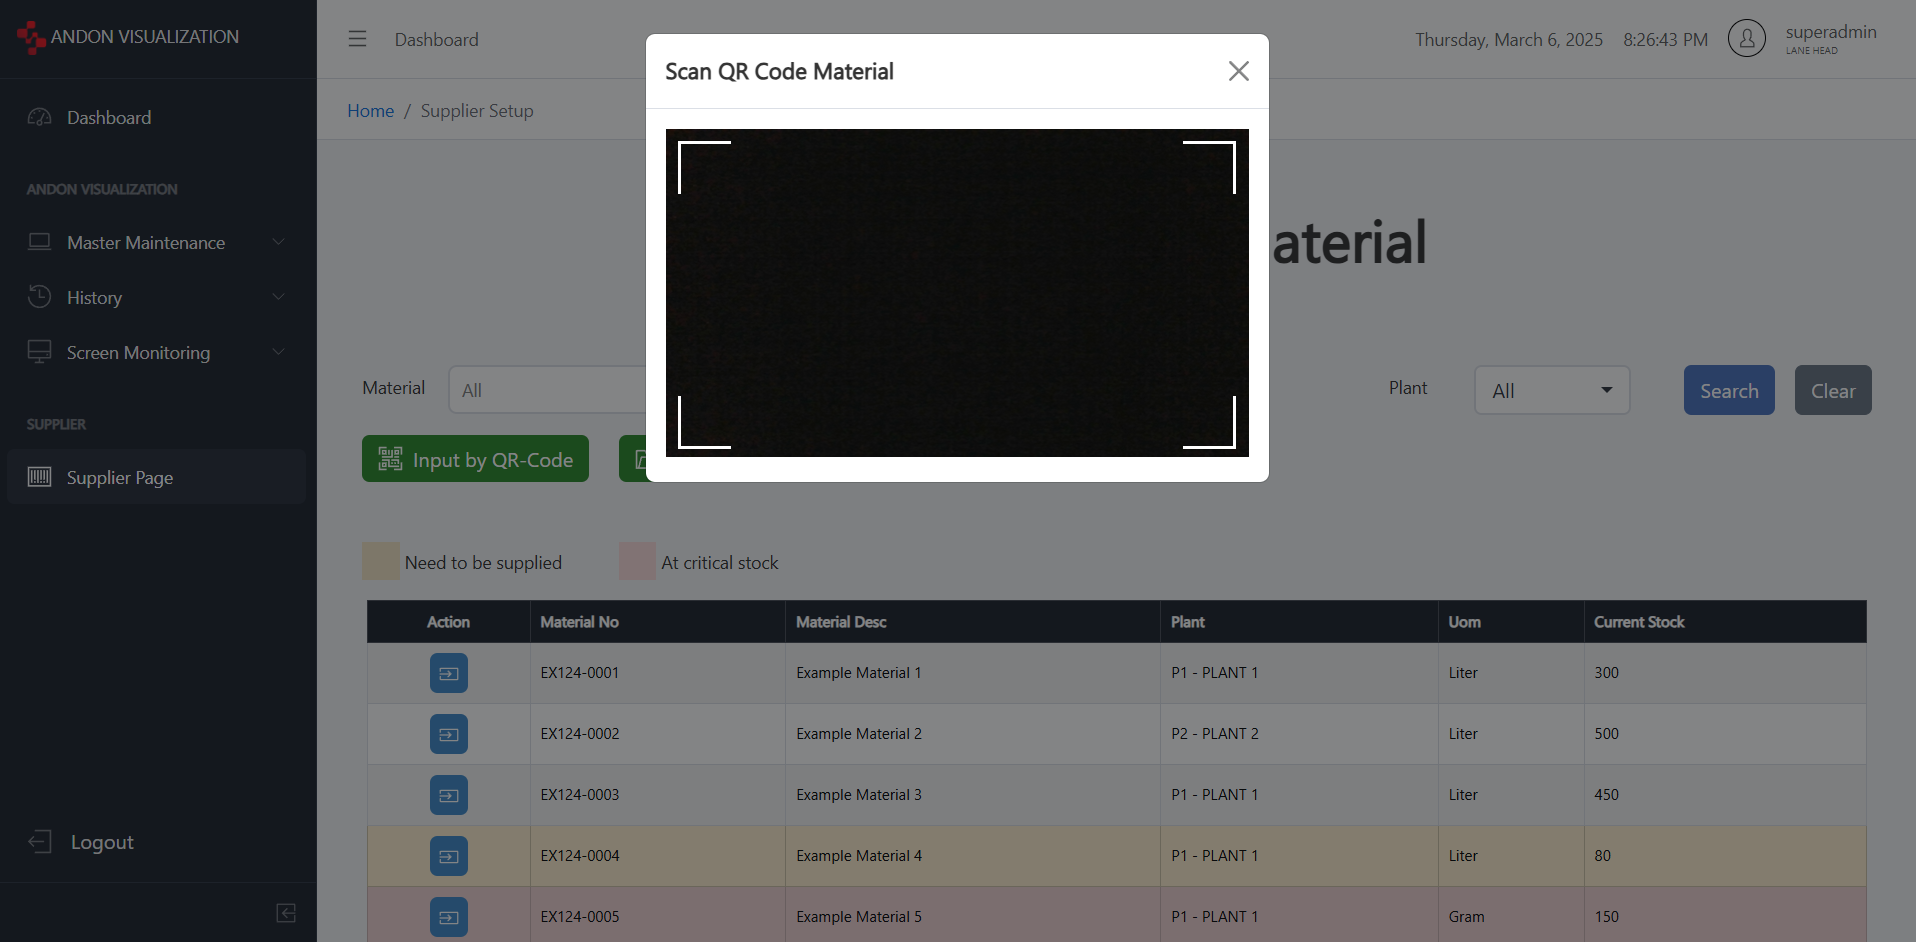 ANDON VISUALIZATION
Dashboard
ANDON VISUALIZATION
Master Maintenance
History
Screen Monitoring
SUPPLIER
Supplier Page
Logout
Dashboard
Thursday, March 6, 2025 8:26:43 PM
superadmin
LANE HEAD
Home / Supplier Setup
Scan QR Code Material
aterial
Material All
Plant All Search Clear
Input by QR-Code
Need to be supplied At critical stock
Action Material No Material Desc Plant Uom Current Stock
EX124-0001 Example Material 1 P1 - PLANT 1 Liter 300
EX124-0002 Example Material 2 P2 - PLANT 2 Liter 500
EX124-0003 Example Material 3 P1 - PLANT 1 Liter 450
EX124-0004 Example Material 4 P1 - PLANT 1 Liter 80
EX124-0005 Example Material 5 P1 - PLANT 1 Gram 150